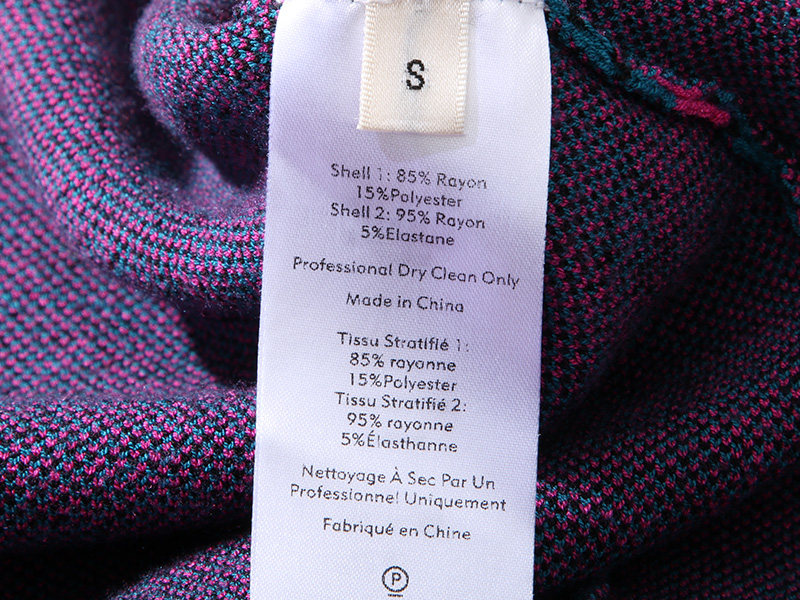 S
Shell 1: 85% Rayon
15%Polyester
Shell 2: 95% Rayon
5%Elastane
Professional Dry Clean Only
Made in China
Tissu Stratifié 1:
85% rayonne
15%Polyester
Tissu Stratifié 2:
95% rayonne
5%Élasthanne
Nettoyage À Sec Par Un
Professionnel Uniquement
Fabriqué en Chine
P